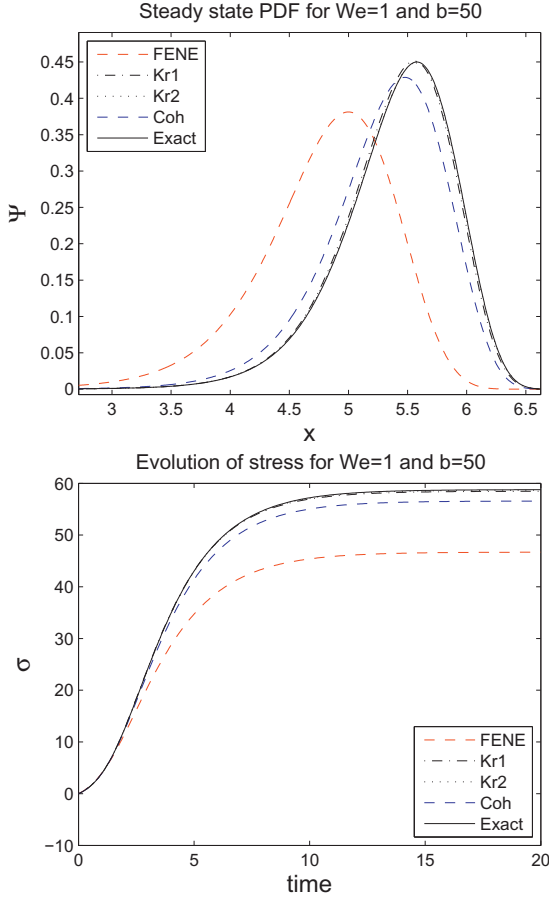 Steady state PDF for We=1 and b=50
0.45
0.4
0.35
0.3
0.25
0.2
0.15
0.1
0.05
0
Ψ
FENE
Kr1
Kr2
Coh
Exact
3 3.5 4 4.5 5 5.5 6 6.5
x
Evolution of stress for We=1 and b=50
60
50
40
30
20
10
0
−10
σ
FENE
Kr1
Kr2
Coh
Exact
0 5 10 15 20
time